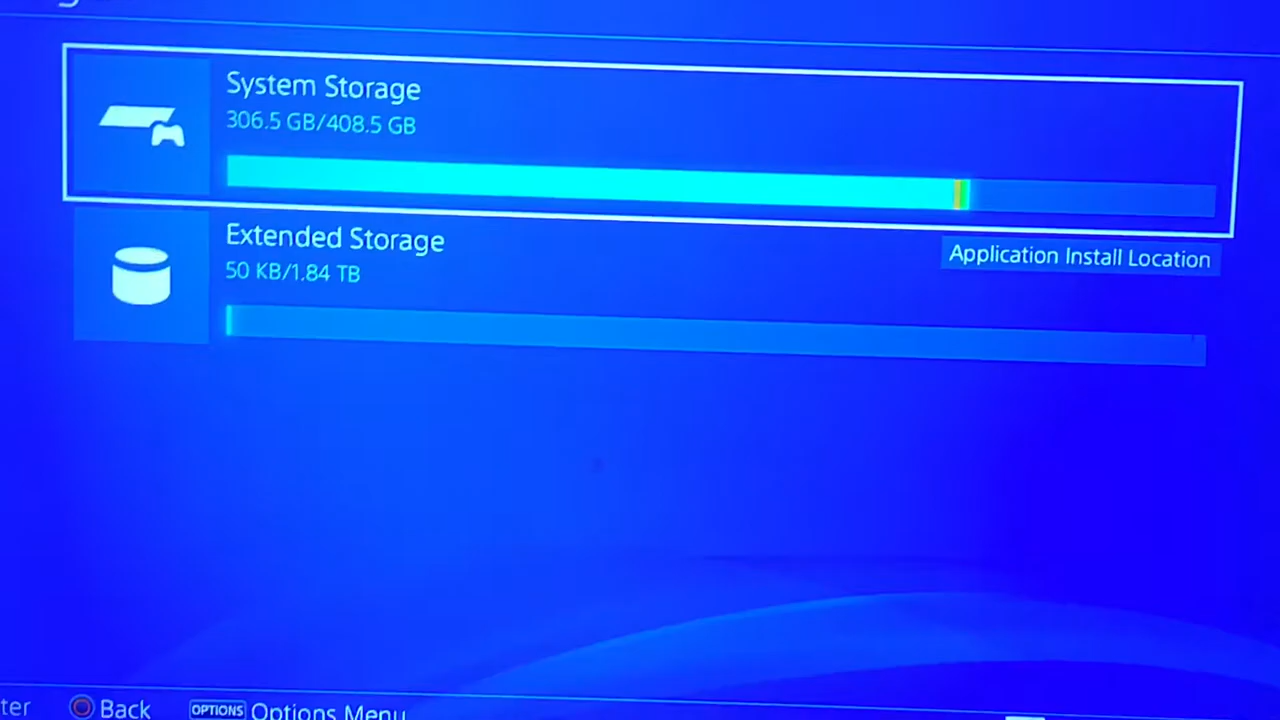 System Storage
306.5 GB/408.5 GB
Extended Storage
50 KB/1.84 TB
Application Install Location
Back
OPTIONS Options Menu